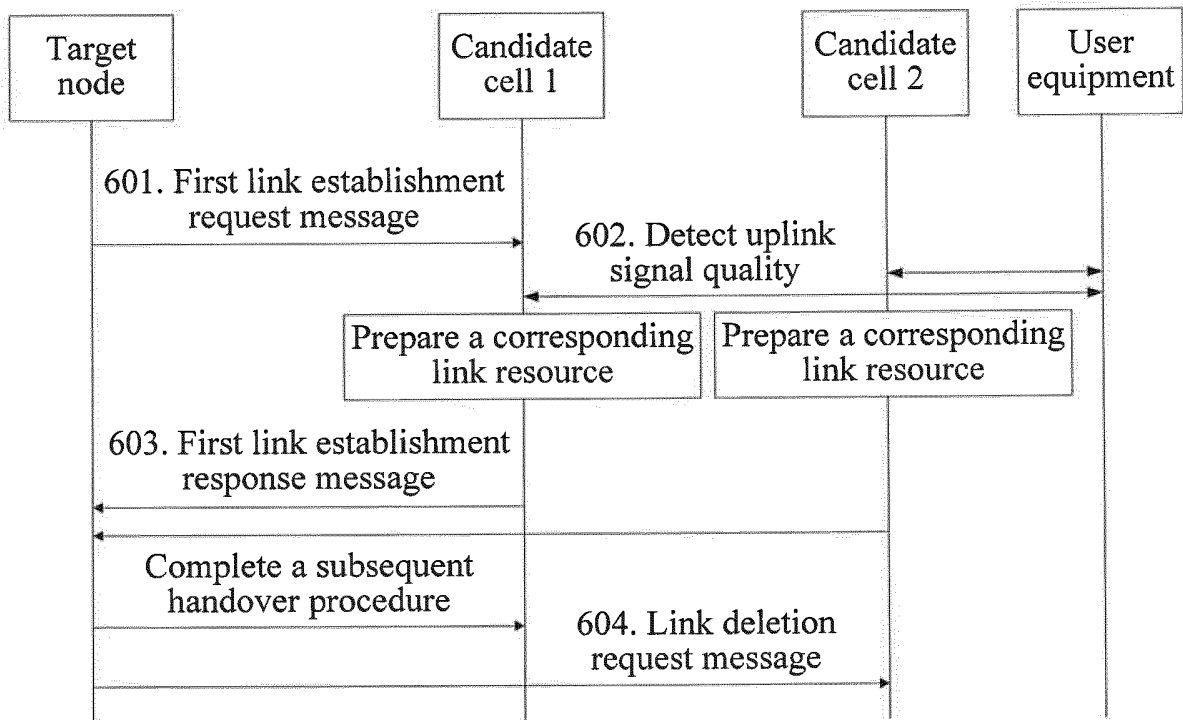 Target
node
Candidate
cell 1
Candidate
cell 2
User
equipment
601. First link establishment
request message
602. Detect uplink
signal quality
Prepare a corresponding
link resource
Prepare a corresponding
link resource
603. First link establishment
response message
Complete a subsequent
handover procedure
604. Link deletion
request message